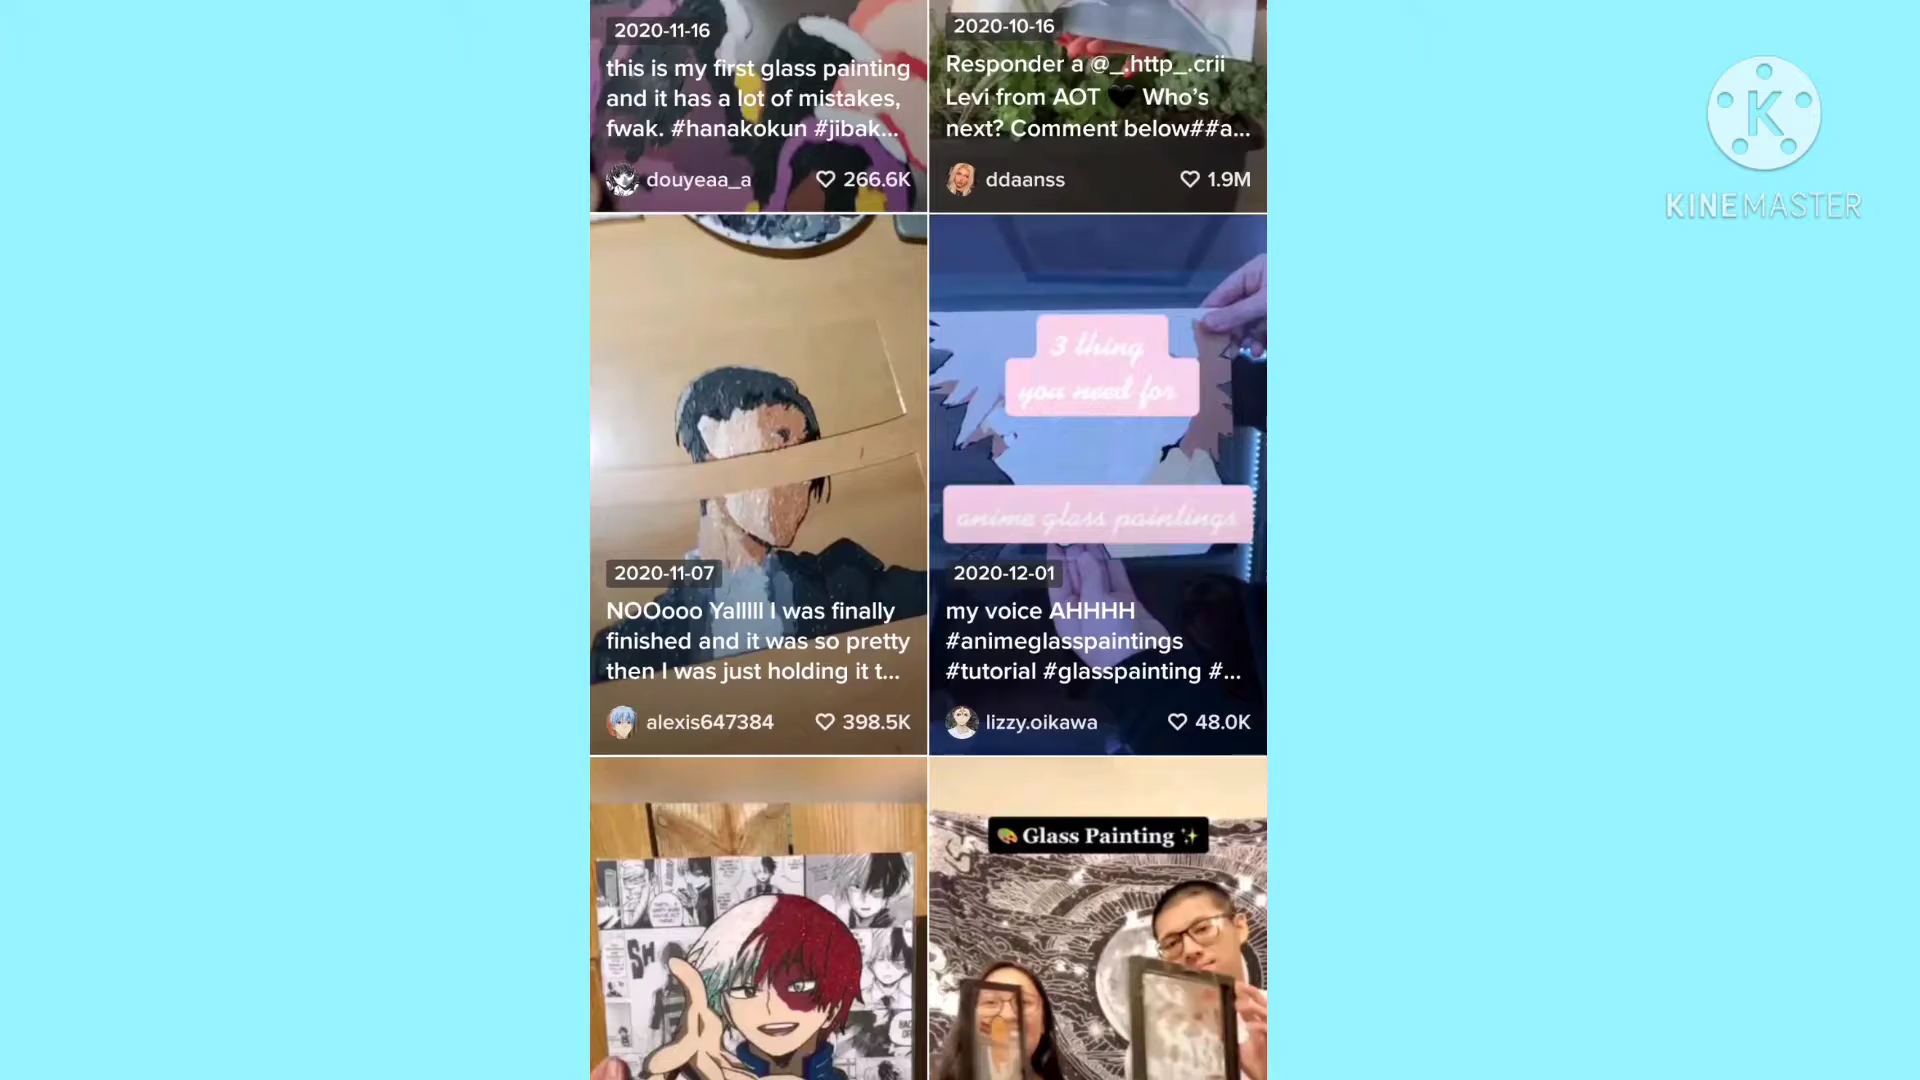 2020-11-16
this is my first glass painting
and it has a lot of mistakes,
fwak. #hanakokun #jibak...
douyeaa_a 266.6K
2020-10-16
Responder a @_.http_.crii
Levi from AOT 🖤 Who's
next? Comment below##a...
ddaanss 1.9M
K
KINEMASTER
2020-11-07
NOOooo Yalllll I was finally
finished and it was so pretty
then I was just holding it t...
alexis647384 398.5K
3 thing
you need for
anime glass paintings
2020-12-01
my voice AHHHH
#animeglasspaintings
#tutorial #glasspainting #...
lizzy.oikawa 48.0K
🎨 Glass Painting ✨